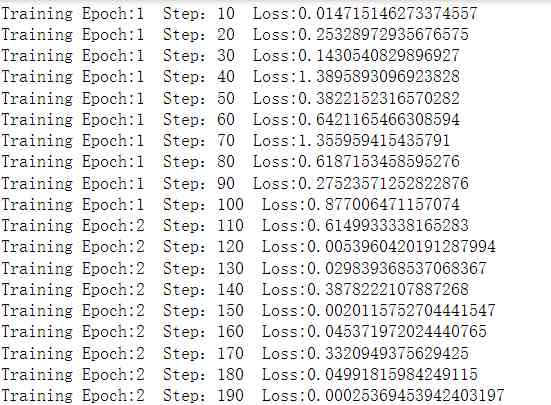 Training Epoch:1  Step: 10  Loss:0.014715146273374557
Training Epoch:1  Step: 20  Loss:0.25328972935676575
Training Epoch:1  Step: 30  Loss:0.1430540829896927
Training Epoch:1  Step: 40  Loss:1.3895893096923828
Training Epoch:1  Step: 50  Loss:0.3822152316570282
Training Epoch:1  Step: 60  Loss:0.6421165466308594
Training Epoch:1  Step: 70  Loss:1.355959415435791
Training Epoch:1  Step: 80  Loss:0.6187153458595276
Training Epoch:1  Step: 90  Loss:0.27523571252822876
Training Epoch:1  Step: 100  Loss:0.877006471157074
Training Epoch:2  Step: 110  Loss:0.6149933338165283
Training Epoch:2  Step: 120  Loss:0.0053960420191287994
Training Epoch:2  Step: 130  Loss:0.029839368537068367
Training Epoch:2  Step: 140  Loss:0.3878222107887268
Training Epoch:2  Step: 150  Loss:0.0020115752704441547
Training Epoch:2  Step: 160  Loss:0.045371972024440765
Training Epoch:2  Step: 170  Loss:0.3320949375629425
Training Epoch:2  Step: 180  Loss:0.04991815984249115
Training Epoch:2  Step: 190  Loss:0.00025369453942403197